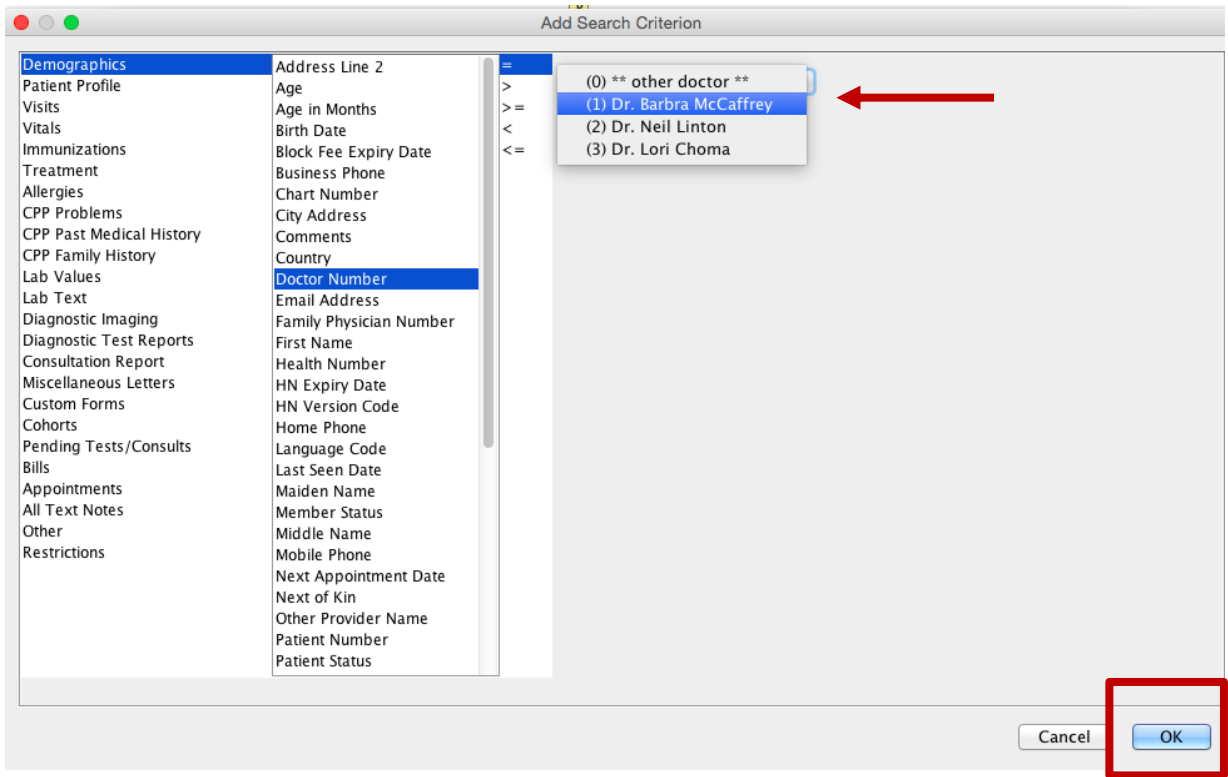 Add Search Criterion
Demographics
Patient Profile
Visits
Vitals
Immunizations
Treatment
Allergies
CPP Problems
CPP Past Medical History
CPP Family History
Lab Values
Lab Text
Diagnostic Imaging
Diagnostic Test Reports
Consultation Report
Miscellaneous Letters
Custom Forms
Cohorts
Pending Tests/Consults
Bills
Appointments
All Text Notes
Other
Restrictions
Address Line 2
Age
Age in Months
Birth Date
Block Fee Expiry Date
Business Phone
Chart Number
City Address
Comments
Country
Doctor Number
Email Address
Family Physician Number
First Name
Health Number
HN Expiry Date
HN Version Code
Home Phone
Language Code
Last Seen Date
Maiden Name
Member Status
Middle Name
Mobile Phone
Next Appointment Date
Next of Kin
Other Provider Name
Patient Number
Patient Status
=
>
>=
<
<=
(0) ** other doctor **
(1) Dr. Barbra McCaffrey
(2) Dr. Neil Linton
(3) Dr. Lori Choma
Cancel
OK